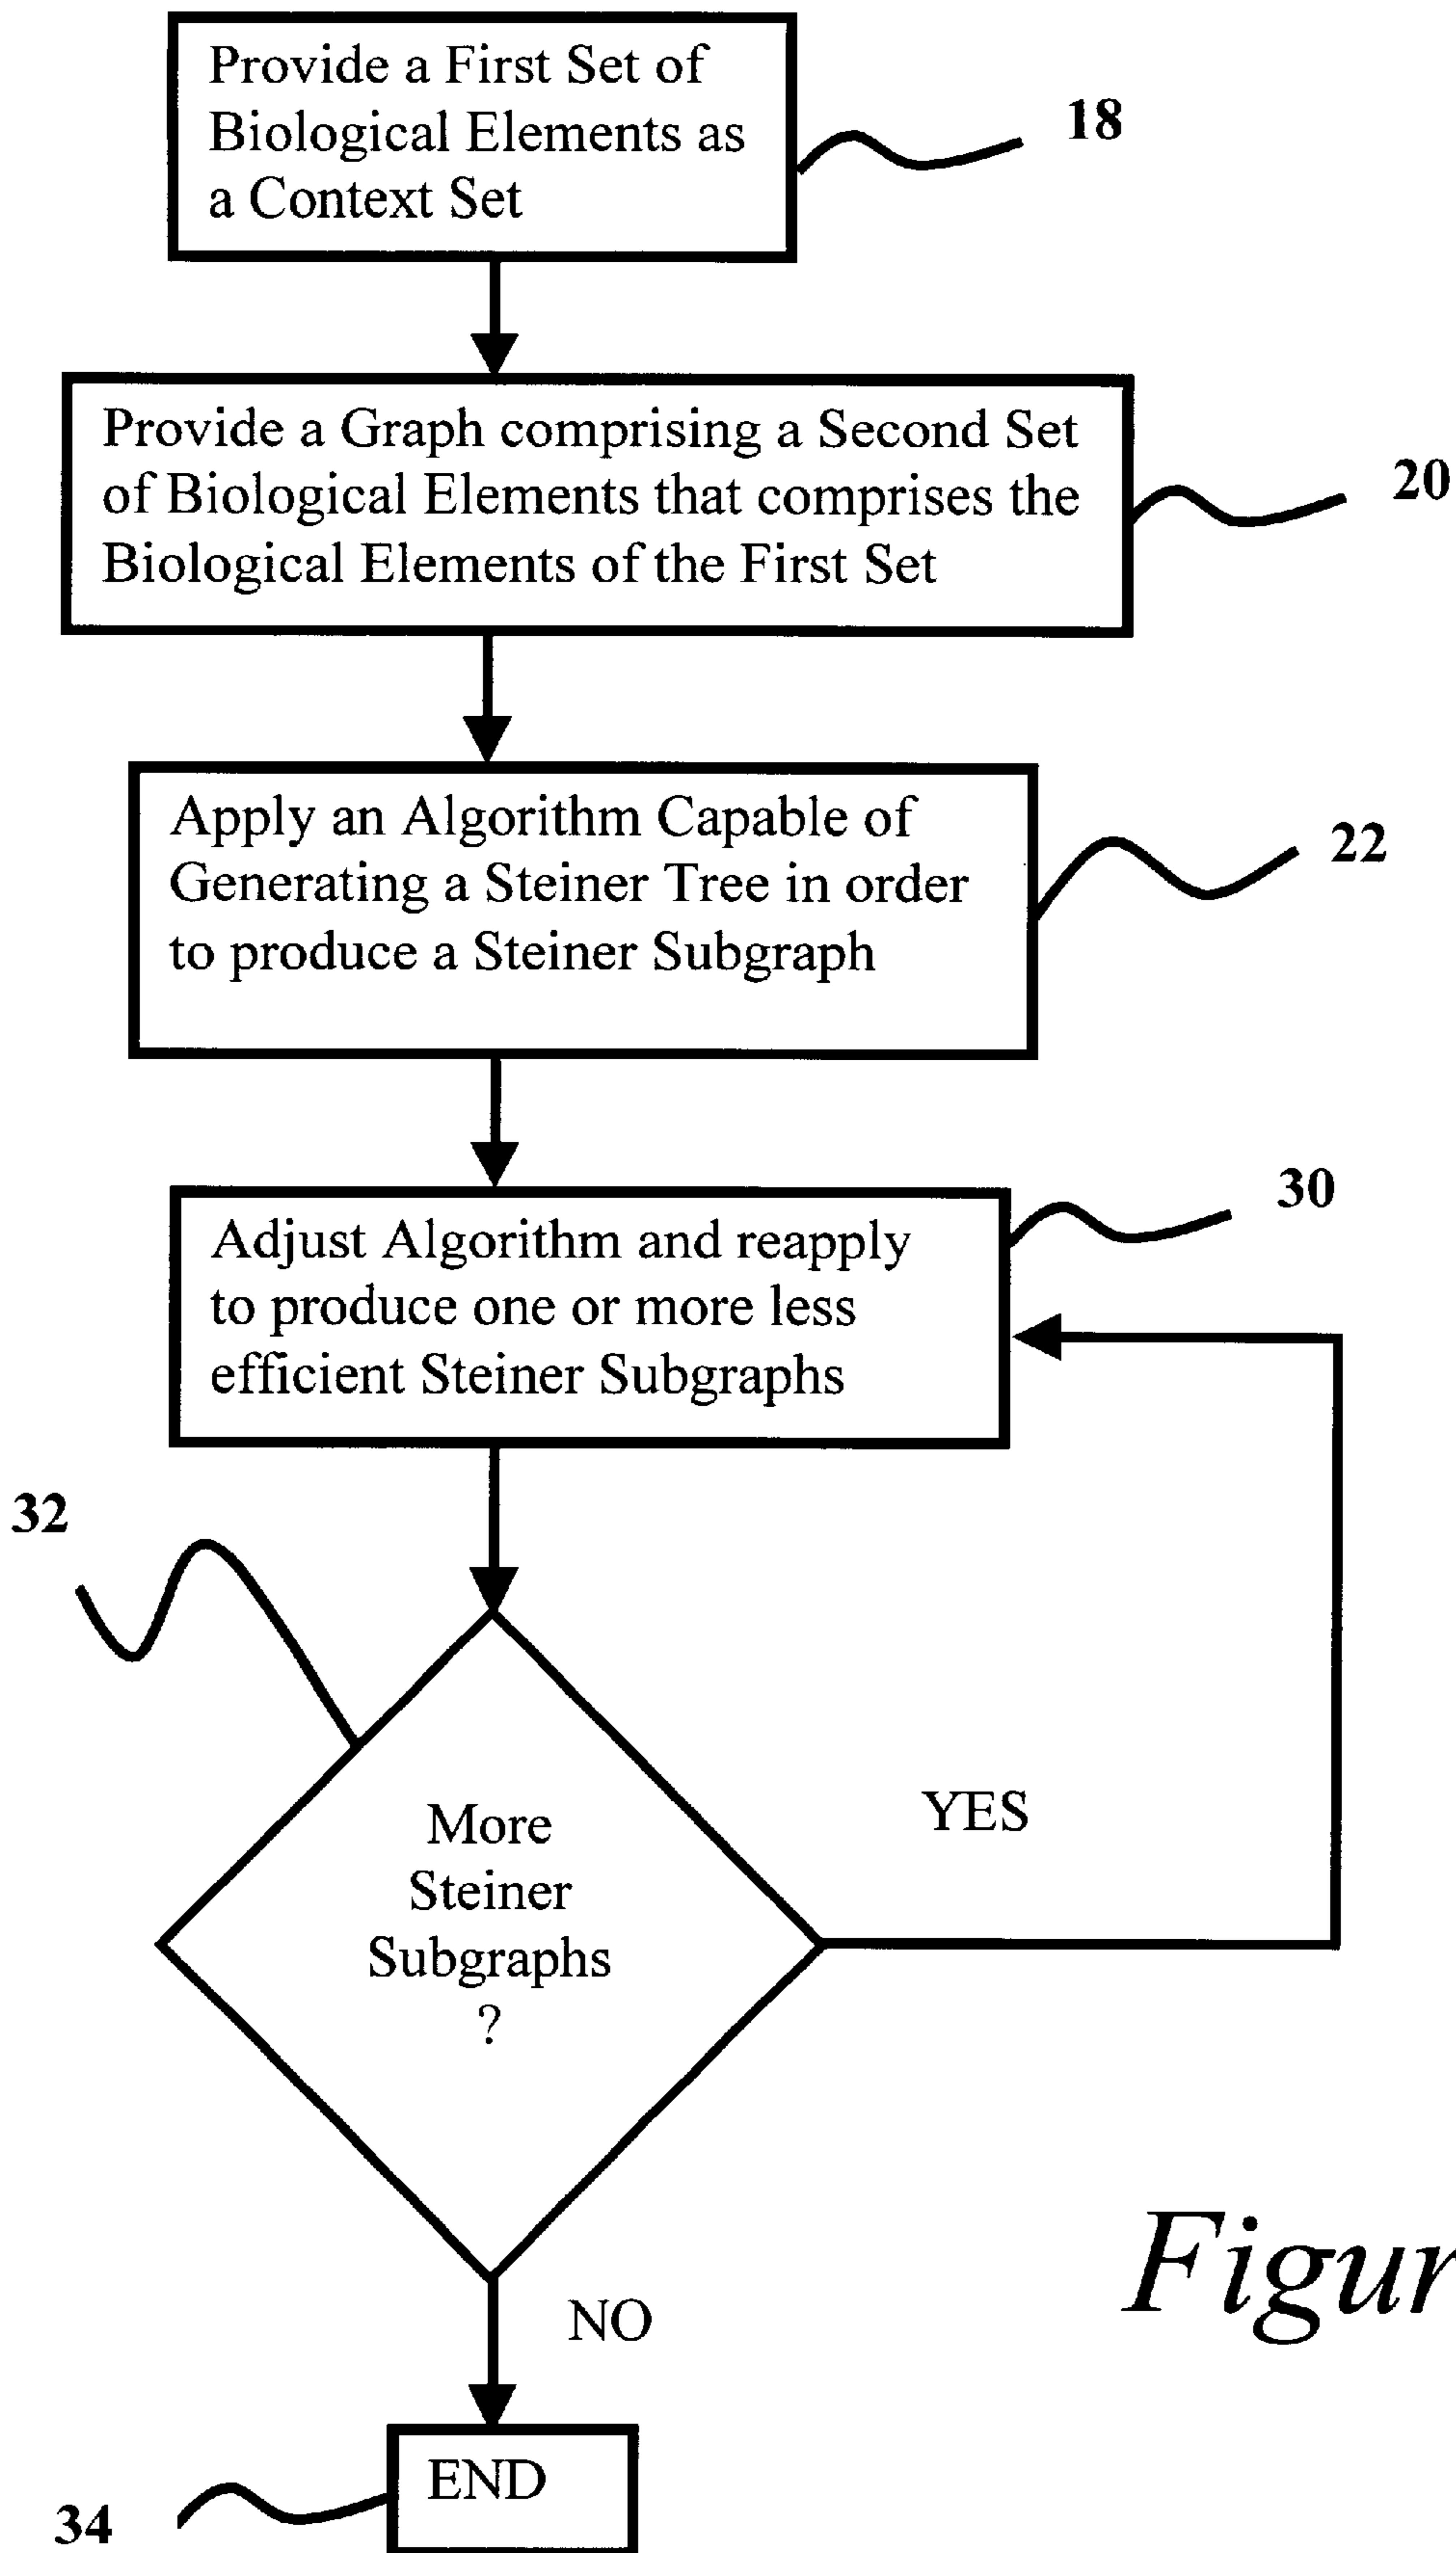 Provide a First Set of
Biological Elements as
a Context Set
18
Provide a Graph comprising a Second Set
of Biological Elements that comprises the
Biological Elements of the First Set
20
Apply an Algorithm Capable of
Generating a Steiner Tree in order
to produce a Steiner Subgraph
22
Adjust Algorithm and reapply
to produce one or more less
efficient Steiner Subgraphs
30
32
More
Steiner
Subgraphs
?
YES
NO
END
34
Figur